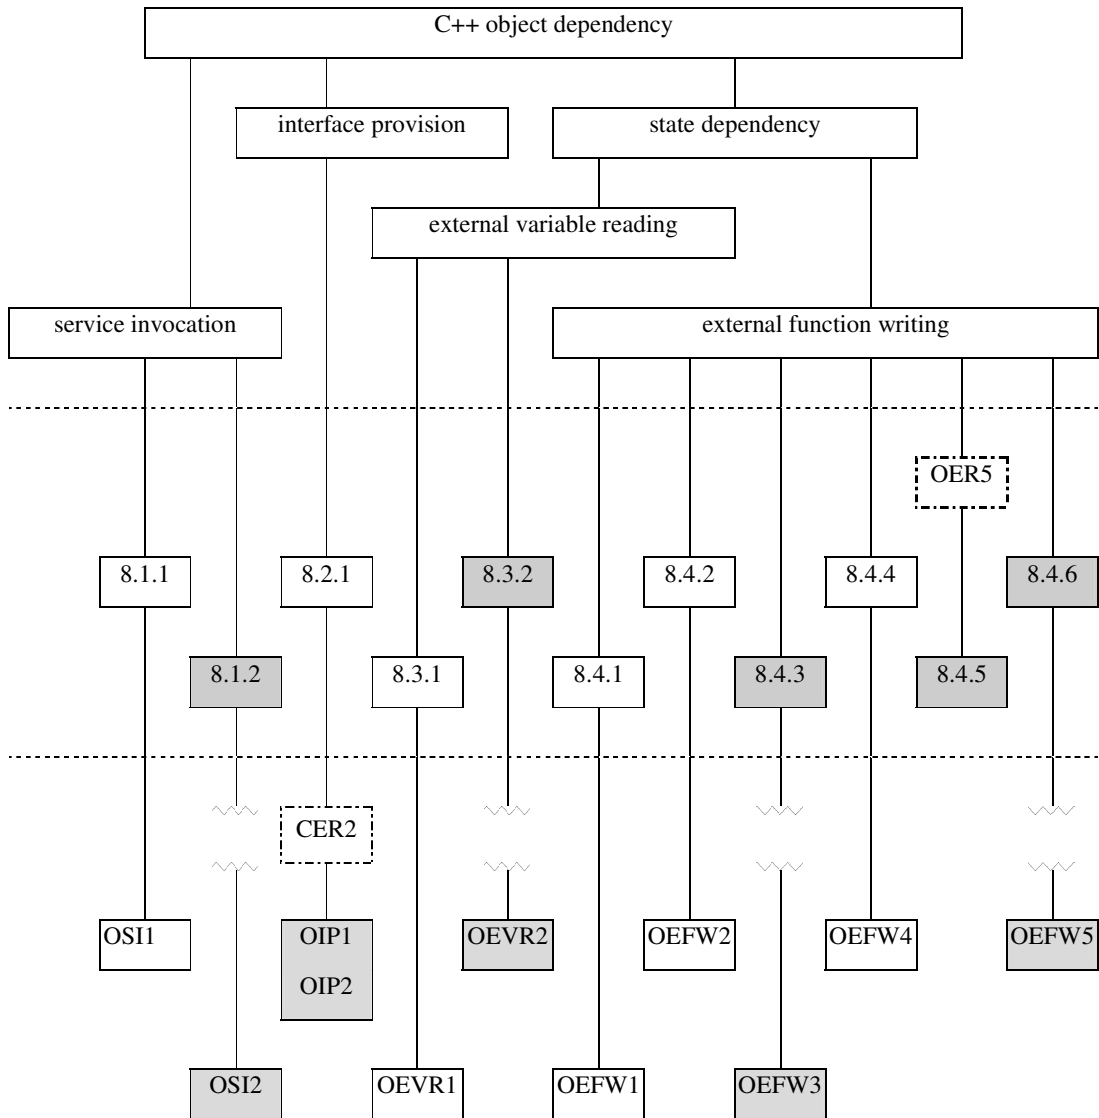 C++ object dependency
interface provision
state dependency
external variable reading
service invocation
external function writing
OER5
8.1.1
8.2.1
8.3.2
8.4.2
8.4.4
8.4.6
8.1.2
8.3.1
8.4.1
8.4.3
8.4.5
CER2
OSI1
OIP1
OIP2
OEVR2
OEFW2
OEFW4
OEFW5
OSI2
OEVR1
OEFW1
OEFW3